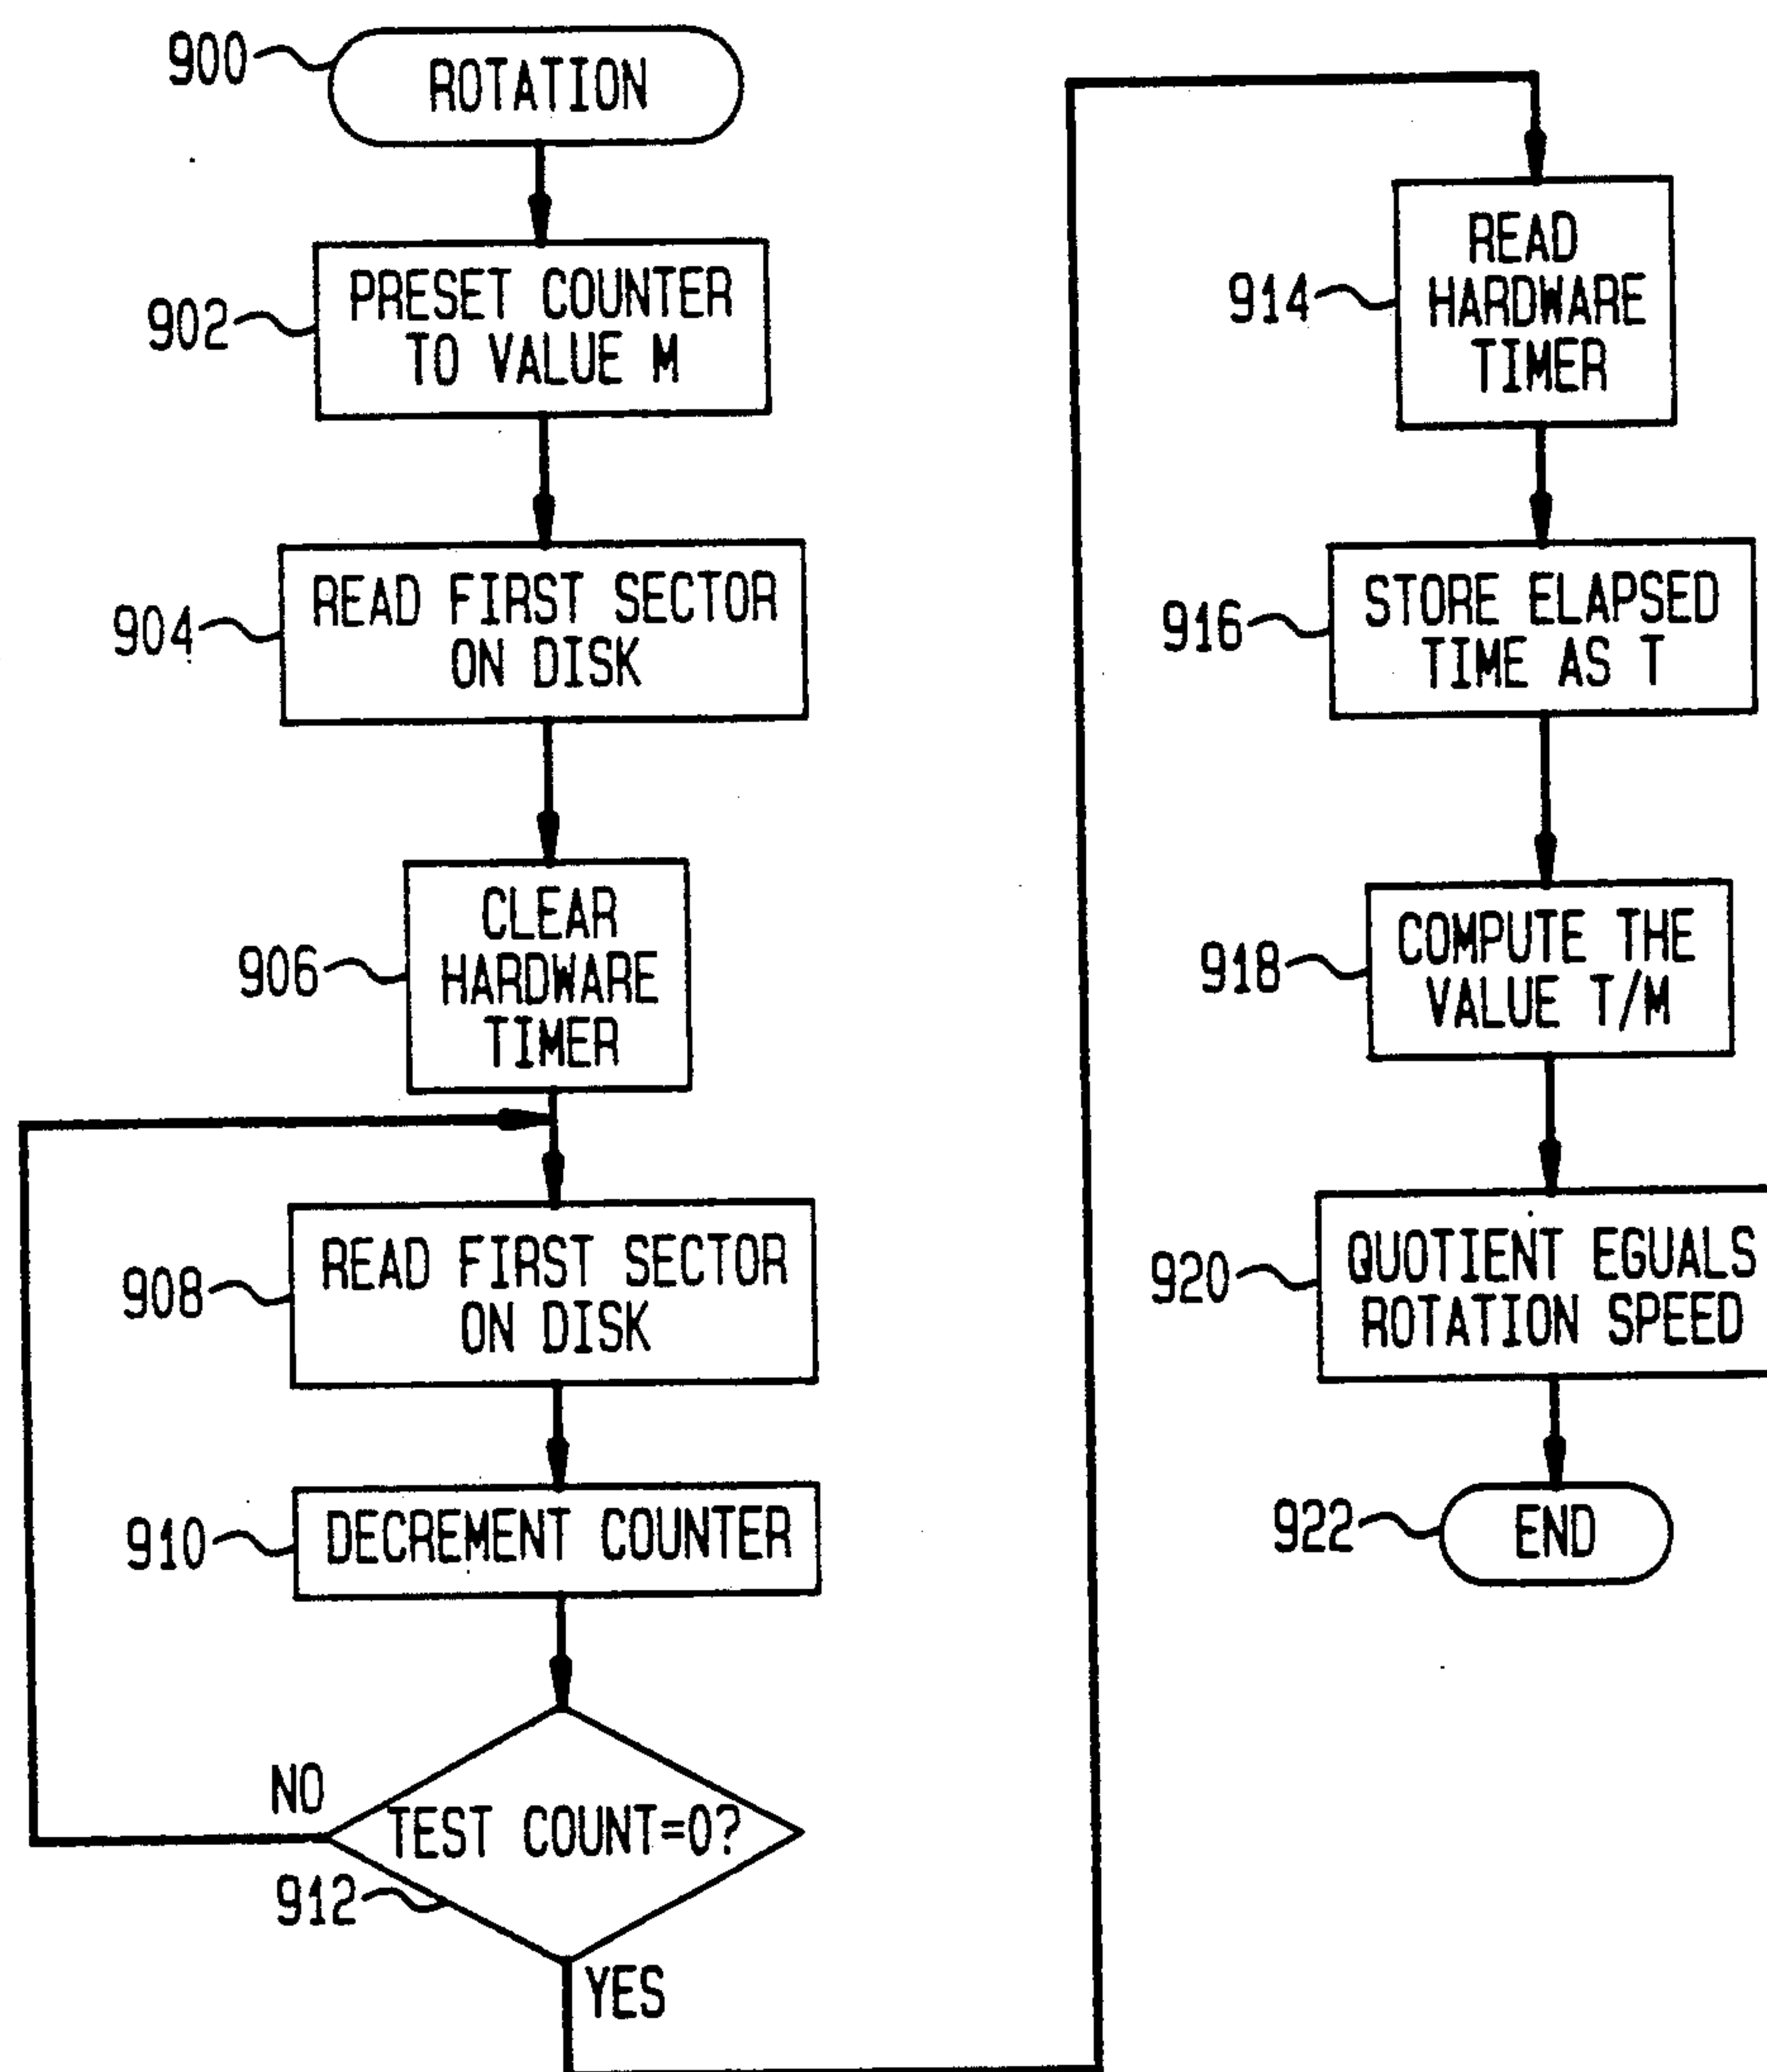 900
ROTATION
902
PRESET COUNTER
TO VALUE M
904
READ FIRST SECTOR
ON DISK
906
CLEAR
HARDWARE
TIMER
908
READ FIRST SECTOR
ON DISK
910
DECREMENT COUNTER
NO
TEST COUNT=0?
912
YES
914
READ
HARDWARE
TIMER
916
STORE ELAPSED
TIME AS T
918
COMPUTE THE
VALUE T/M
920
QUOTIENT EGUALS
ROTATION SPEED
922
END